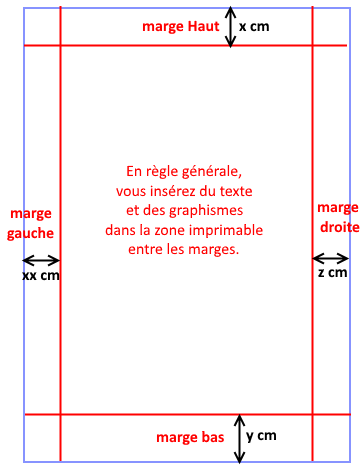 marge Haut
x cm
En règle générale,
vous insérez du texte
et des graphismes
dans la zone imprimable
entre les marges.
marge
gauche
xx cm
marge
droite
z cm
marge bas
y cm